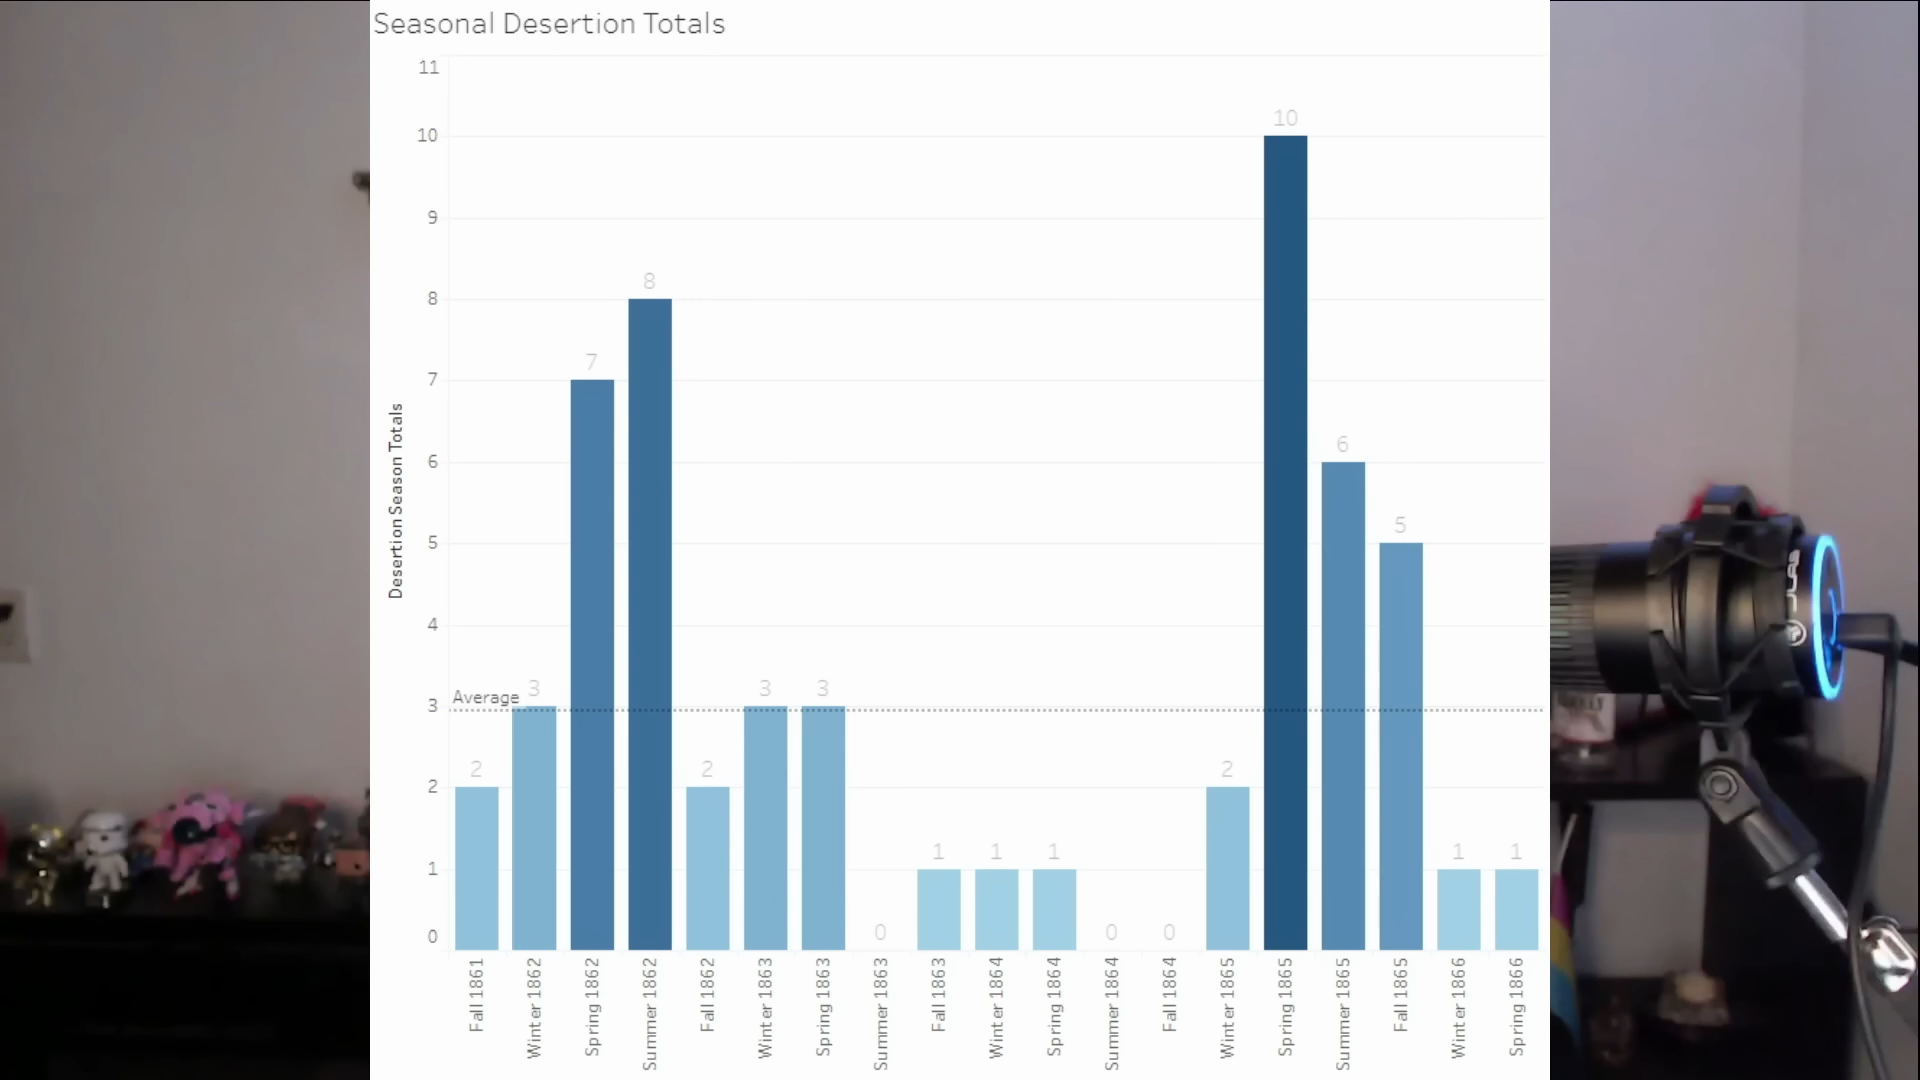 Seasonal Desertion Totals
11
10
9
8
7
6
5
4
3
2
1
0
Desertion Season Totals
Average
2
3
7
8
2
3
3
0
1
1
1
0
0
2
10
6
5
1
1
Fall 1861
Winter 1862
Spring 1862
Summer 1862
Fall 1862
Winter 1863
Spring 1863
Summer 1863
Fall 1863
Winter 1864
Spring 1864
Summer 1864
Fall 1864
Winter 1865
Spring 1865
Summer 1865
Fall 1865
Winter 1866
Spring 1866
JLAB